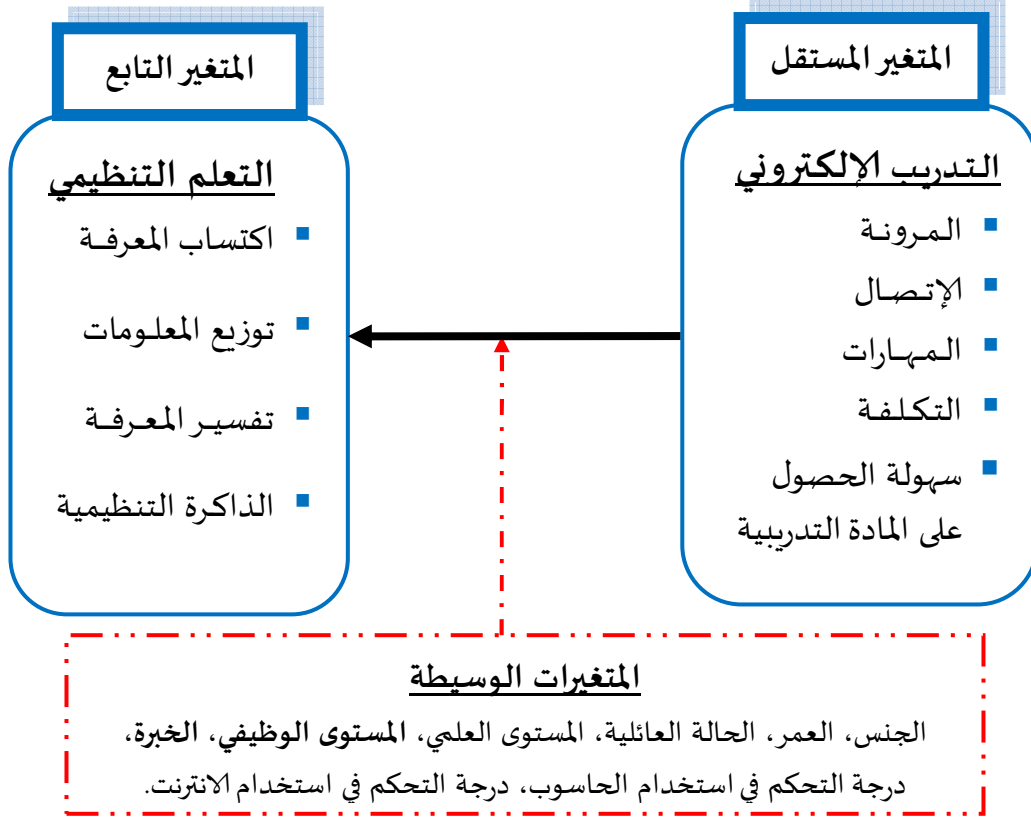 المتغير المستقل
التدريب الإلكتروني
المرونة
الإتصال
المهارات
التكلفة
سهولة الحصول
على المادة التدريبية
المتغير التابع
التعلم التنظيمي
اكتساب المعرفة
توزيع المعلومات
تفسير المعرفة
الذاكرة التنظيمية
المتغيرات الوسيطة
الجنس، العمر، الحالة العائلية، المستوى العلمي، المستوى الوظيفي، الخبرة،
درجة التحكم في استخدام الحاسوب، درجة التحكم في استخدام الانترنت.